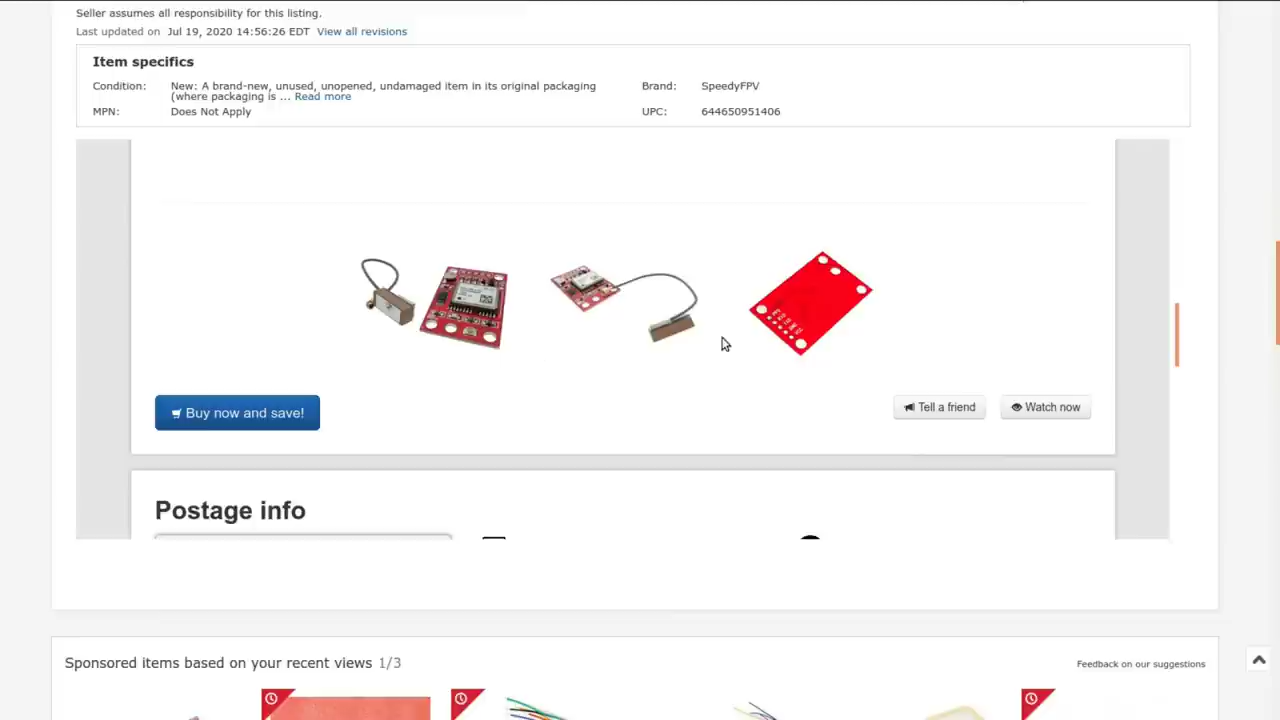 Seller assumes all responsibility for this listing.
Last updated on Jul 19, 2020 14:56:26 EDT View all revisions
Item specifics
Condition: New: A brand-new, unused, unopened, undamaged item in its original packaging (where packaging is ... Read more
Brand: SpeedyFPV
MPN: Does Not Apply
UPC: 644650951406
Buy now and save!
Tell a friend
Watch now
Postage info
Sponsored items based on your recent views 1/3
Feedback on our suggestions